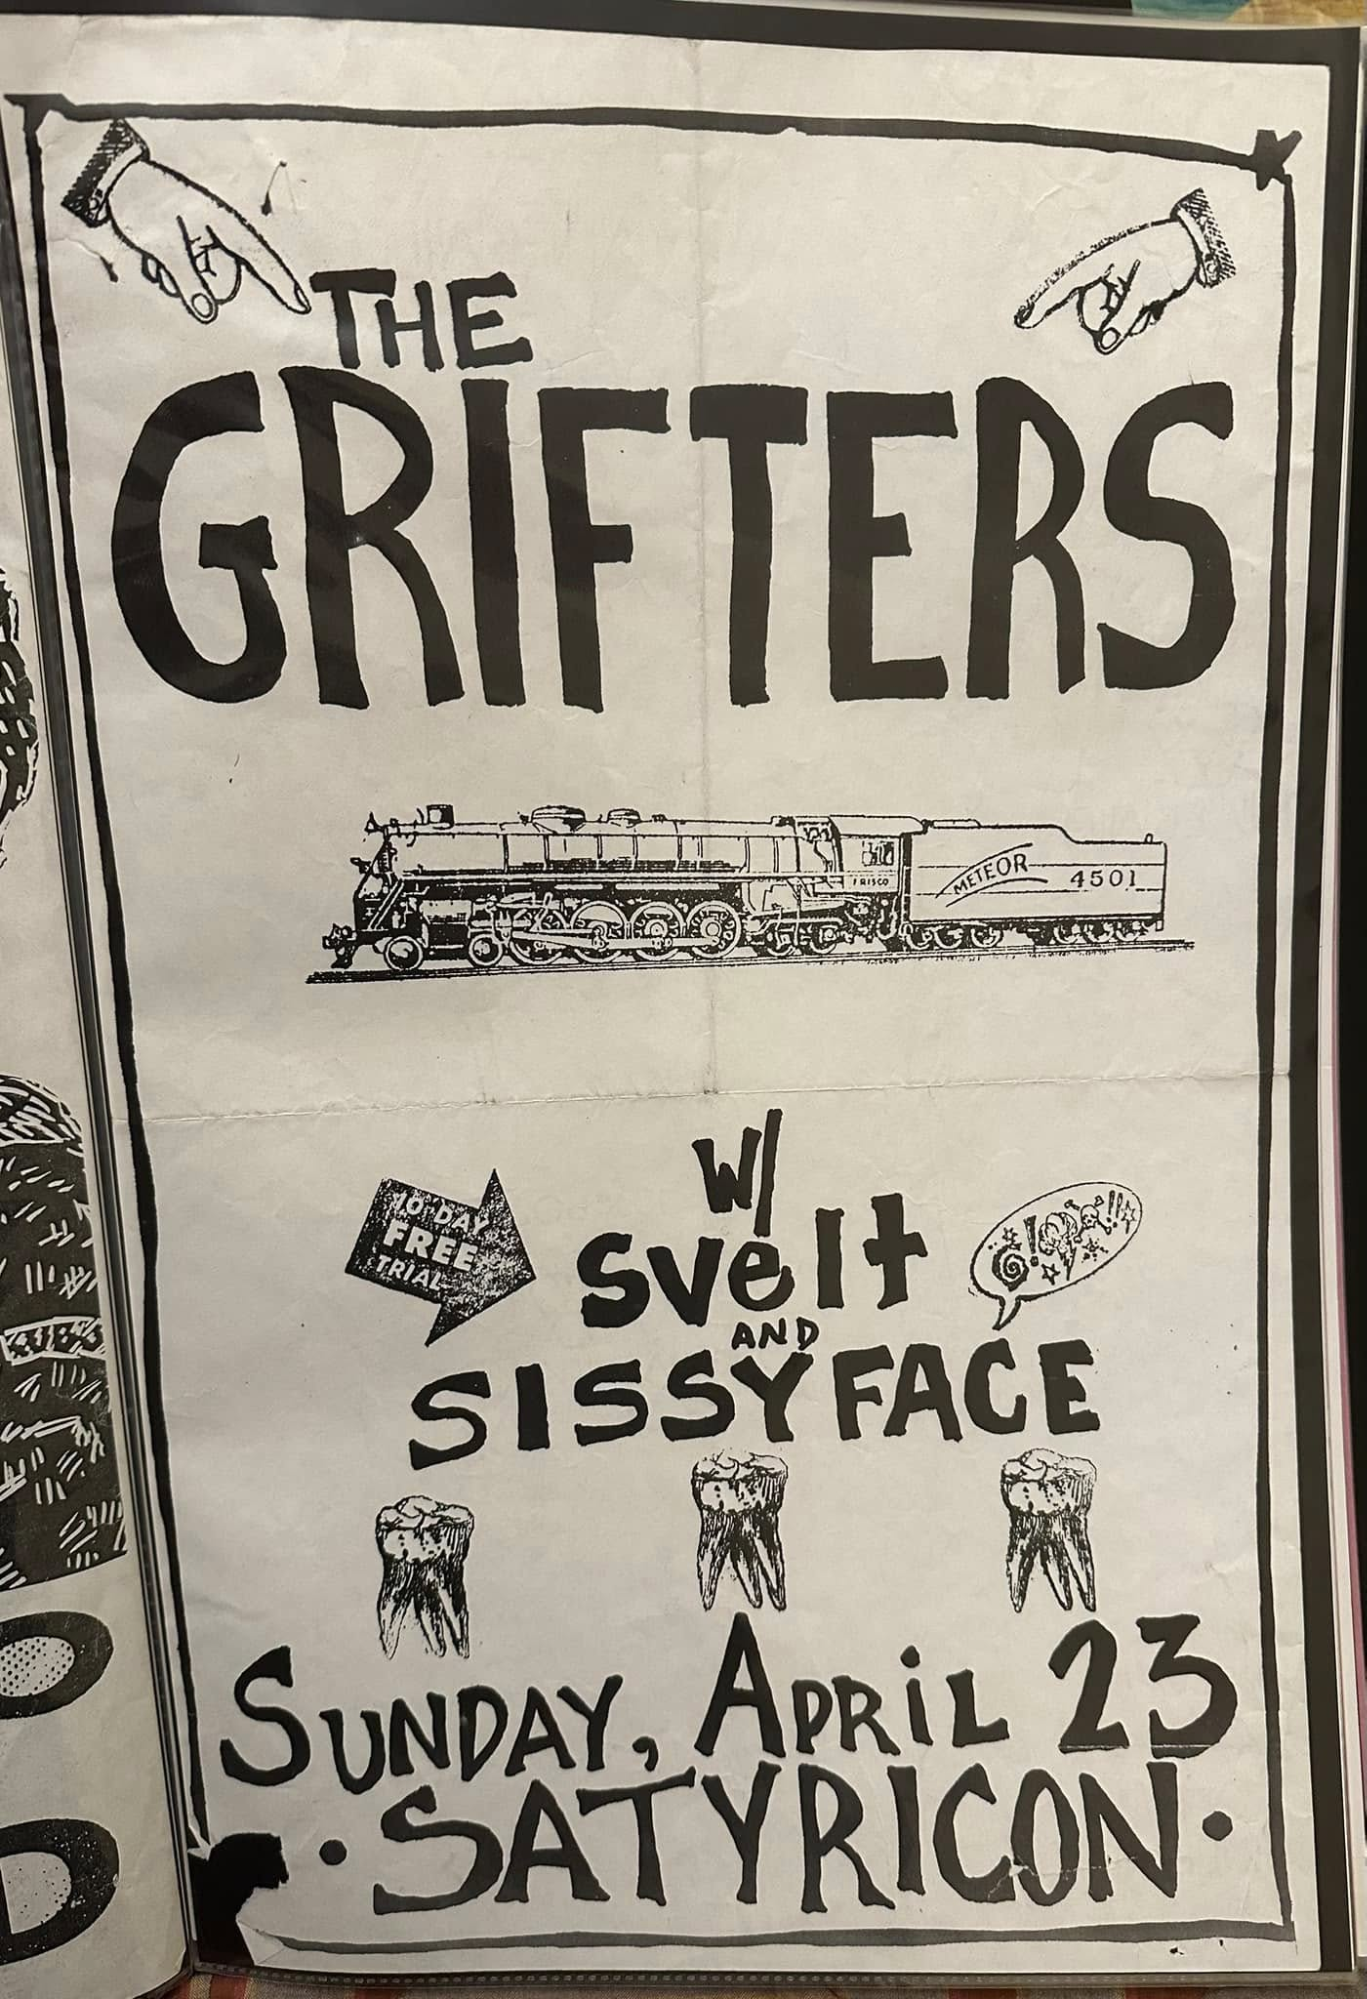 THE
GRIFTERS
FRISCO
METEOR 4501
W/
10-DAY
FREE
TRIAL
svelt
AND
SISSYFACE
SUNDAY, APRiL 23
• SATYRICON •